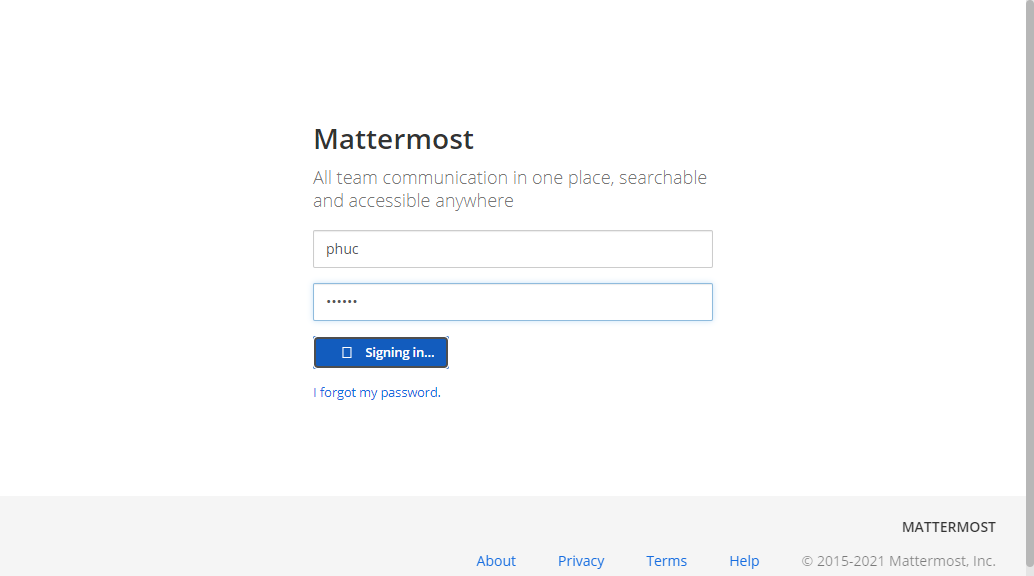 Mattermost
All team communication in one place, searchable
and accessible anywhere
phuc
••••••
Signing in...
I forgot my password.
MATTERMOST
About Privacy Terms Help © 2015-2021 Mattermost, Inc.